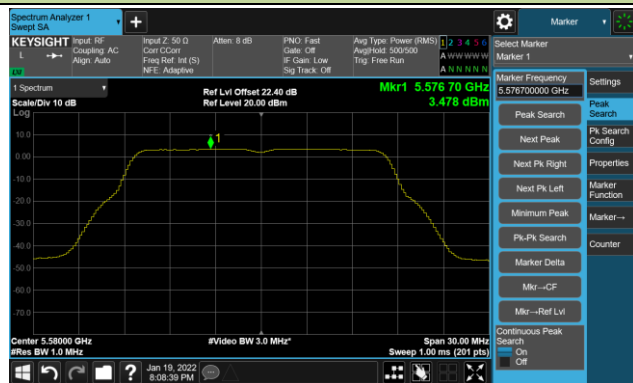 Spectrum Analyzer 1
Swept SA
Marker
KEYSIGHT
L
Input: RF
Coupling: AC
Align: Auto
Input Z: 50 Ω
Corr CCorr
Freq Ref: Int (S)
NFE: Adaptive
Atten: 8 dB
PNO: Fast
Gate: Off
IF Gain: Low
Sig Track: Off
Avg Type: Power (RMS)
Avg|Hold: 500/500
Trig: Free Run
1 2 3 4 5 6
A W W W W W
A N N N N N
Select Marker
Marker 1
1 Spectrum
Scale/Div 10 dB
Log
Ref Lvl Offset 22.40 dB
Ref Level 20.00 dBm
Mkr1 5.576 70 GHz
3.478 dBm
1
10.0
0.00
-10.0
-20.0
-30.0
-40.0
-50.0
-60.0
-70.0
Center 5.58000 GHz
#Res BW 1.0 MHz
#Video BW 3.0 MHz*
Span 30.00 MHz
Sweep 1.00 ms (201 pts)
Marker Frequency
5.576700000 GHz
Peak Search
Next Peak
Next Pk Right
Next Pk Left
Minimum Peak
Pk-Pk Search
Marker Delta
Mkr→CF
Mkr→Ref Lvl
Continuous Peak
Search
On
Off
Settings
Peak
Search
Pk Search
Config
Properties
Marker
Function
Marker→
Counter
Jan 19, 2022
8:08:39 PM